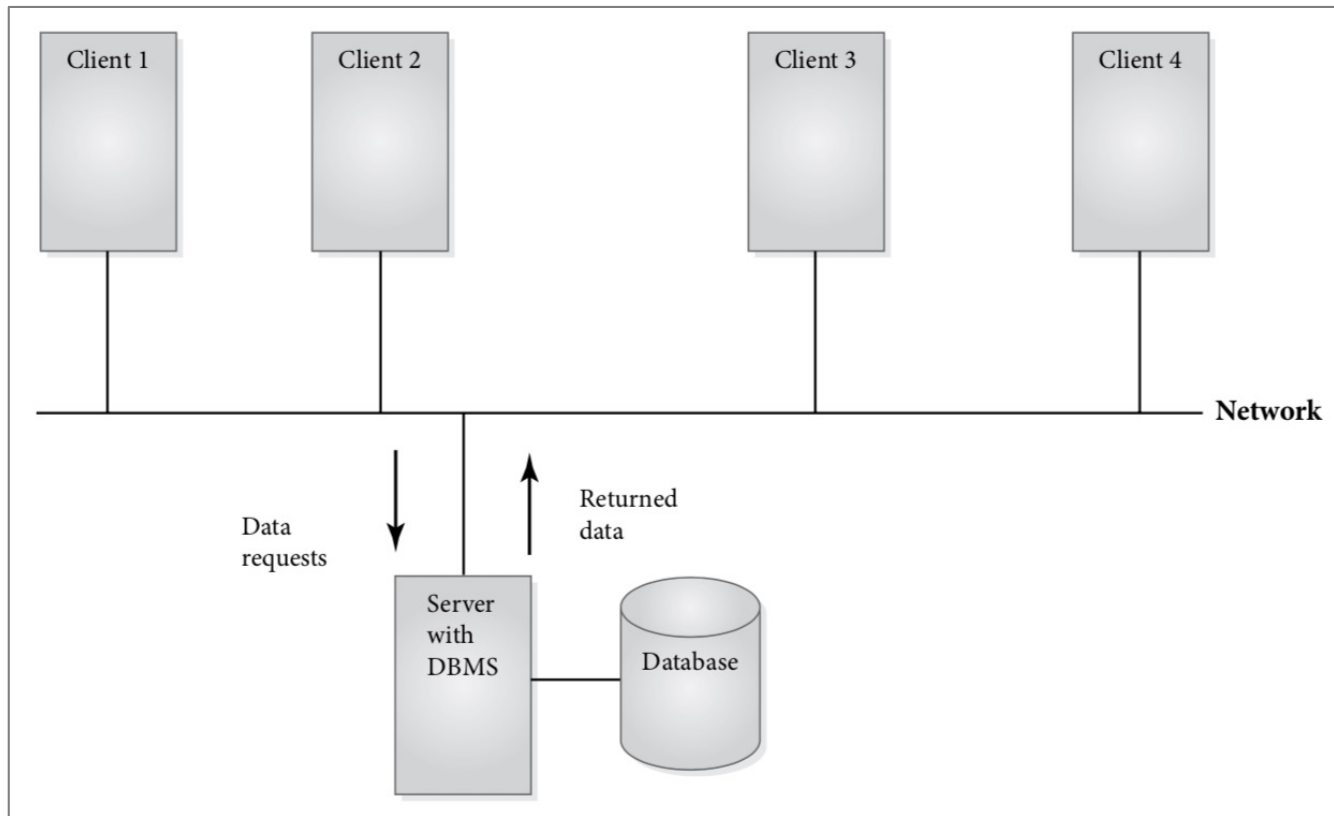 Client 1
Client 2
Client 3
Client 4
Network
Data
requests
Returned
data
Server
with
DBMS
Database